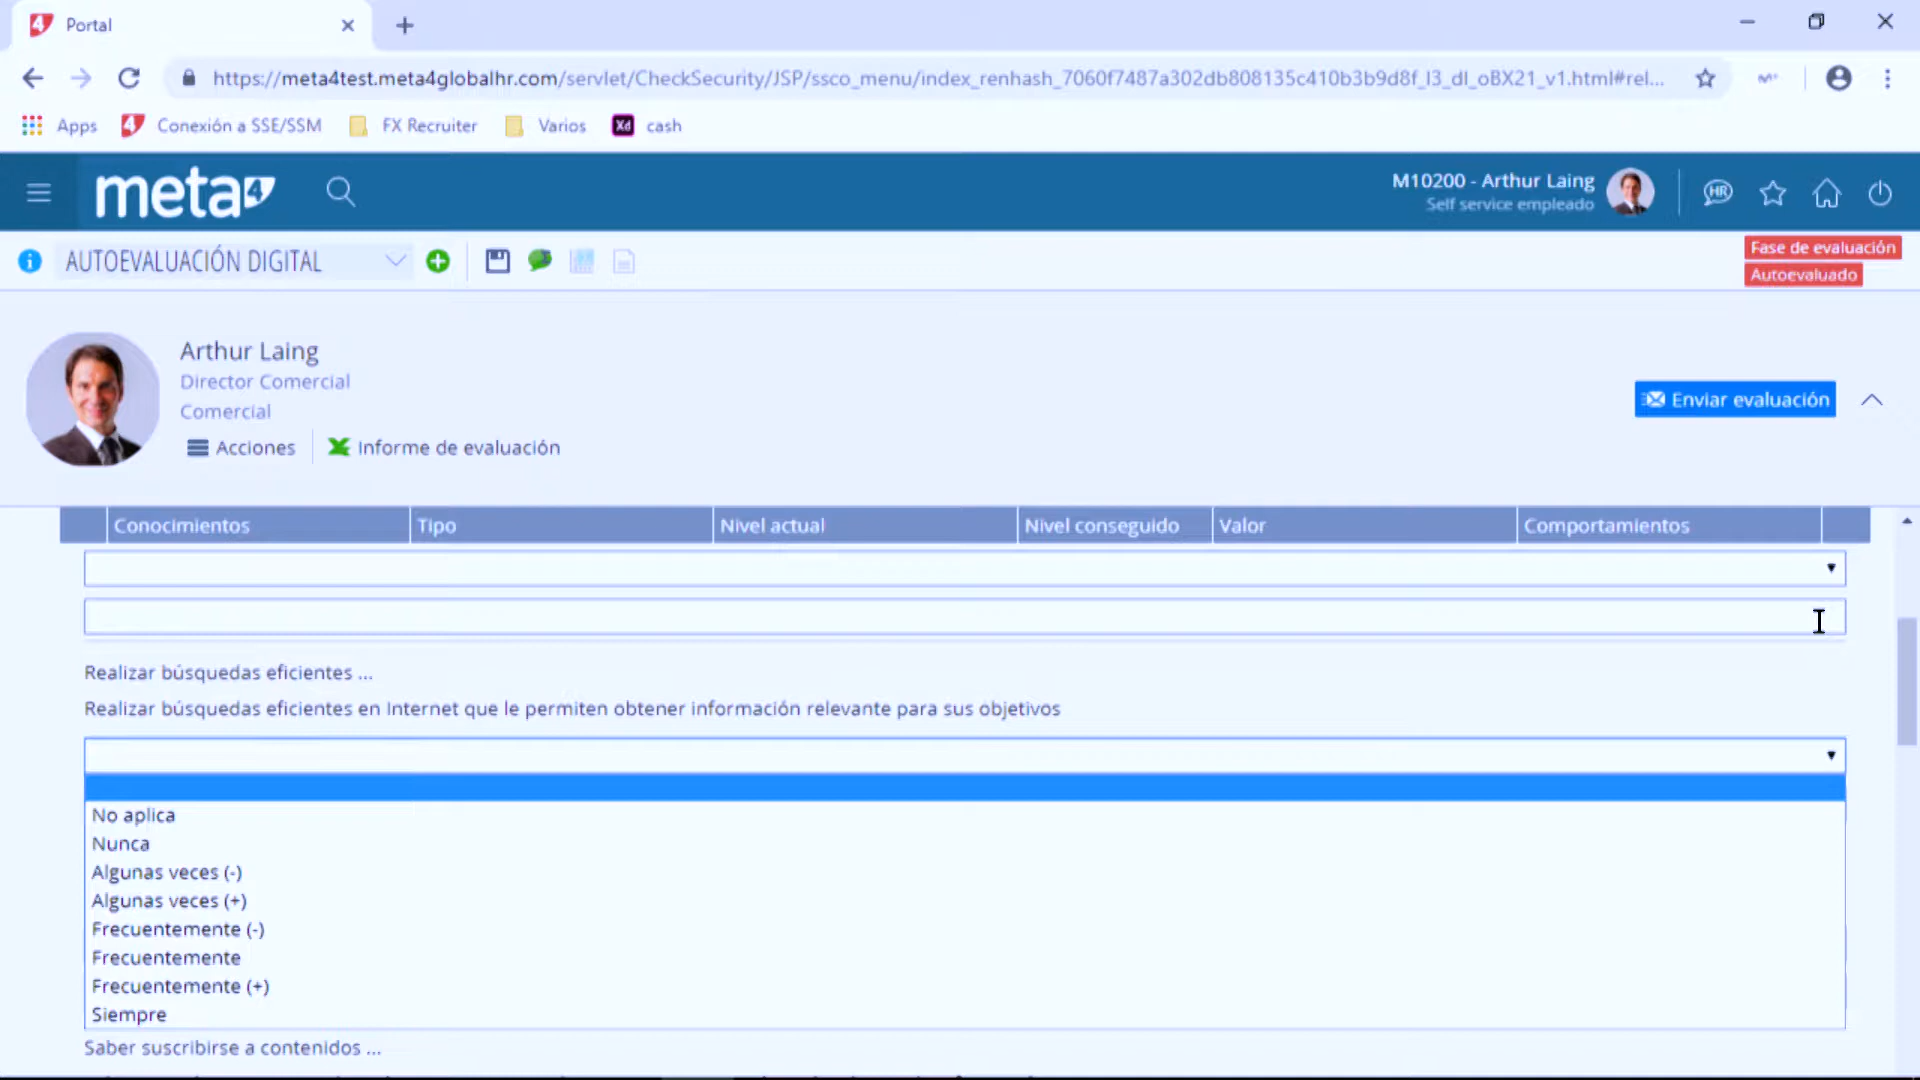 Portal
https://meta4test.meta4globalhr.com/servlet/CheckSecurity/JSP/ssco_menu/index_renhash_7060f7487a302db808135c410b3b9d8f_l3_dl_oBX21_v1.html#rel...
Apps
Conexión a SSE/SSM
FX Recruiter
Varios
Xd
cash
meta4
M10200 - Arthur Laing
Self service empleado
HR
AUTOEVALUACIÓN DIGITAL
Fase de evaluación
Autoevaluado
Arthur Laing
Director Comercial
Comercial
Acciones
Informe de evaluación
Enviar evaluación
Conocimientos
Tipo
Nivel actual
Nivel conseguido
Valor
Comportamientos
Realizar búsquedas eficientes ...
Realizar búsquedas eficientes en Internet que le permiten obtener información relevante para sus objetivos
No aplica
Nunca
Algunas veces (-)
Algunas veces (+)
Frecuentemente (-)
Frecuentemente
Frecuentemente (+)
Siempre
Saber suscribirse a contenidos ...